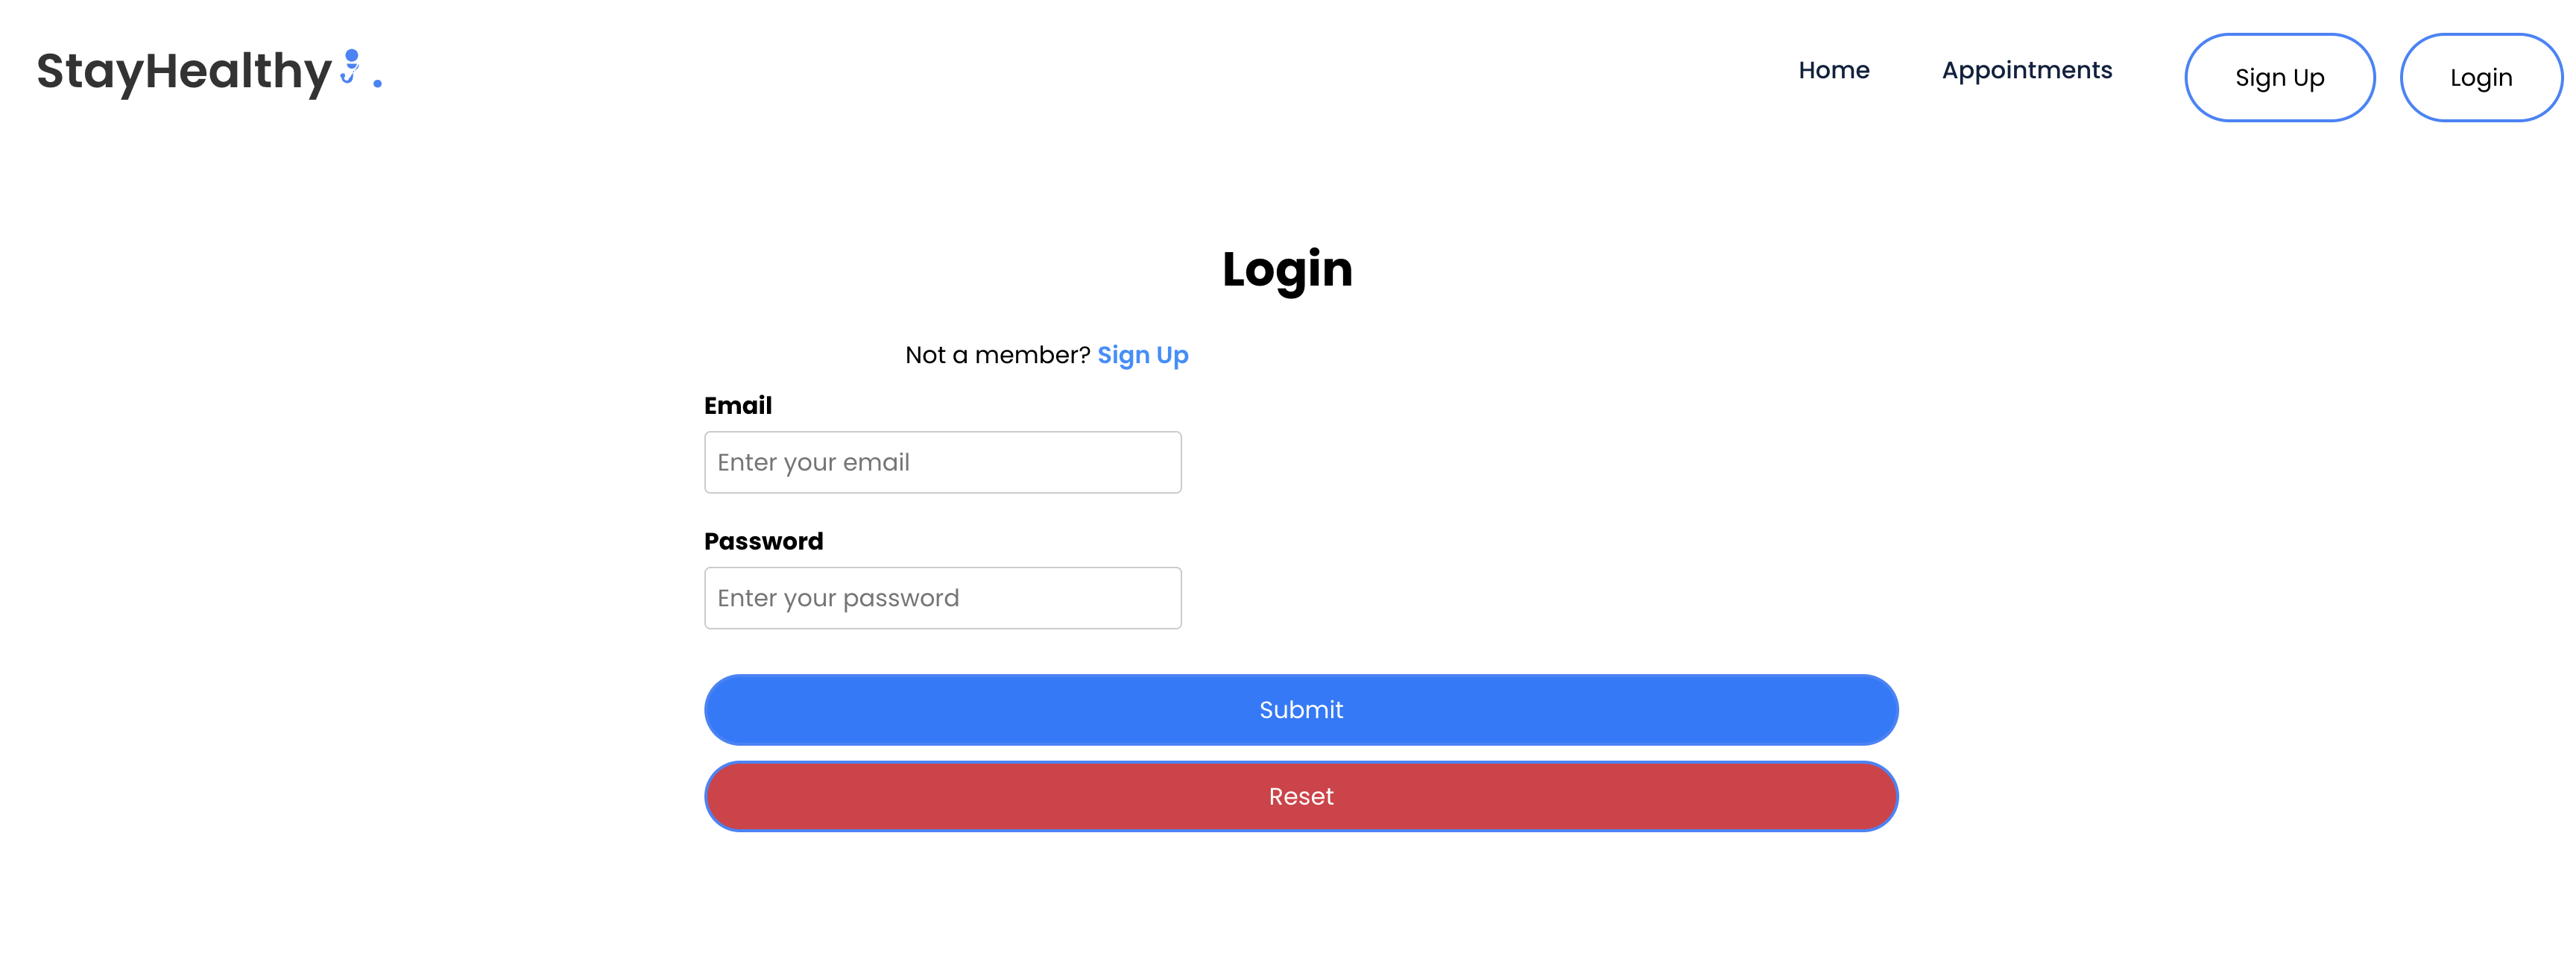 StayHealthy .
Home Appointments Sign Up Login
Login
Not a member? Sign Up
Email
Enter your email
Password
Enter your password
Submit
Reset